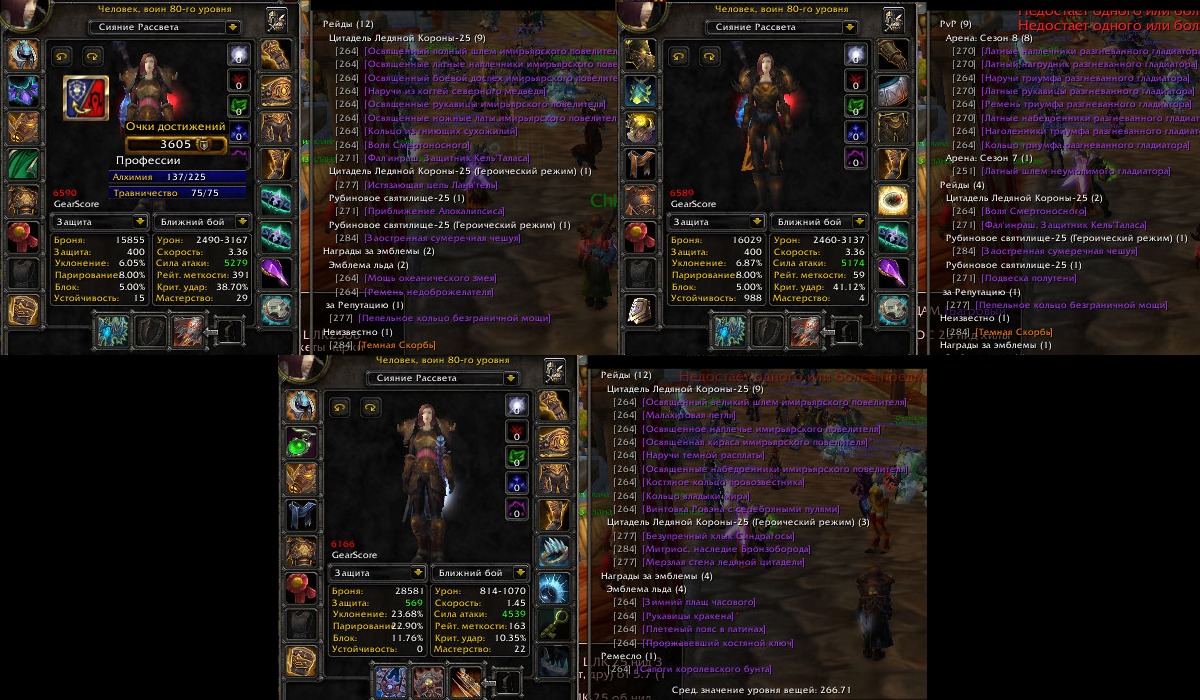 Человек, воин 80-го уровня
Сияние Рассвета
Очки достижений
3605
Профессии
Алхимия 137/225
Травничество 75/75
6590
GearScore
Защита
Ближний бой
Броня: 15855
Урон: 2490-3167
Защита: 400
Скорость: 3.36
Уклонение: 6.05%
Сила атаки: 5279
Парирование: 8.00%
Рейт. меткости: 391
Блок: 5.00%
Крит. удар: 38.70%
Устойчивость: 15
Мастерство: 29
Рейды (12)
Цитадель Ледяной Короны-25 (9)
[264] [Освященный полный шлем имирьярского повелител
[264] [Освященные латные наплечники имирьярского пове
[264] [Освященный боевой доспех имирьярского повелите
[264] [Наручи из когтей северного медведя]
[264] [Освященные рукавицы имирьярского повелителя]
[264] [Освященные ножные латы имирьярского повелителя
[264] [Кольцо из гниющих сухожилий]
[264] [Воля Смертоносного]
[271] [Фал'инраш, Защитник Кель'Таласа]
Цитадель Ледяной Короны-25 (Героический режим) (1)
[277] [Истязающая цепь Лана'тель]
Рубиновое святилище-25 (1)
[271] [Приближение Апокалипсиса]
Рубиновое святилище-25 (Героический режим) (1)
[284] [Заостренная сумеречная чешуя]
Награды за эмблемы (2)
Эмблема льда (2)
[264] [Мощь океанического змея]
[264] [Ремень недоброжелателя]
за Репутацию (1)
[277] [Пепельное кольцо безграничной мощи]
Неизвестно (1)
[284] [Темная Скорбь]
Человек, воин 80-го уровня
Сияние Рассвета
6589
GearScore
Защита
Ближний бой
Броня: 16029
Урон: 2460-3137
Защита: 400
Скорость: 3.36
Уклонение: 6.87%
Сила атаки: 5174
Парирование: 8.00%
Рейт. меткости: 59
Блок: 5.00%
Крит. удар: 41.12%
Устойчивость: 988
Мастерство: 4
Недостает одного или бол
Недостает одного или бол
PvP (9)
Арена: Сезон 8 (8)
[270] [Латные наплечники разгневанного гладиатора]
[270] [Латный нагрудник разгневанного гладиатора]
[264] [Наручи триумфа разгневанного гладиатора]
[270] [Латные рукавицы разгневанного гладиатора]
[264] [Ремень триумфа разгневанного гладиатора]
[270] [Латные набедренники разгневанного гладиатора]
[264] [Наголенники триумфа разгневанного гладиатора
[264] [Кольцо триумфа разгневанного гладиатора]
Арена: Сезон 7 (1)
[251] [Латный шлем неумолимого гладиатора]
Рейды (4)
Цитадель Ледяной Короны-25 (2)
[264] [Воля Смертоносного]
[271] [Фал'инраш, Защитник Кель'Таласа]
Рубиновое святилище-25 (Героический режим) (1)
[284] [Заостренная сумеречная чешуя]
Рубиновое святилище-25 (1)
[271] [Подвеска полутени]
за Репутацию (1)
[277] [Пепельное кольцо безграничной мощи]
Неизвестно (1)
[284] [Темная Скорбь]
Награды за эмблемы (1)
Человек, воин 80-го уровня
Сияние Рассвета
6166
GearScore
Защита
Ближний бой
Броня: 28581
Урон: 814-1070
Защита: 569
Скорость: 1.45
Уклонение: 23.68%
Сила атаки: 4539
Парирование: 22.90%
Рейт. меткости: 163
Блок: 11.76%
Крит. удар: 10.35%
Устойчивость: 0
Мастерство: 22
Недостает одного или более предм
Рейды (12)
Цитадель Ледяной Короны-25 (9)
[264] [Освященный великий шлем имирьярского повелителя]
[264] [Малахитовая петля]
[264] [Освященное наплечье имирьярского повелителя]
[264] [Освященная кираса имирьярского повелителя]
[264] [Наручи темной расплаты]
[264] [Освященные набедренники имирьярского повелителя]
[264] [Костяное кольцо провозвестника]
[264] [Кольцо владыки мира]
[264] [Винтовка Ровэна с серебряными пулями]
Цитадель Ледяной Короны-25 (Героический режим) (3)
[277] [Безупречный клык Синдрагосы]
[284] [Митриос, наследие Бронзоборода]
[277] [Мерзлая стена ледяной цитадели]
Награды за эмблемы (4)
Эмблема льда (4)
[264] [Зимний плащ часового]
[264] [Рукавицы кракена]
[264] [Плетеный пояс в патинах]
[264] [Проржавевший костяной ключ]
Ремесло (1)
[264] [Сапоги королевского бунта]
Сред. значение уровня вещей: 266.71